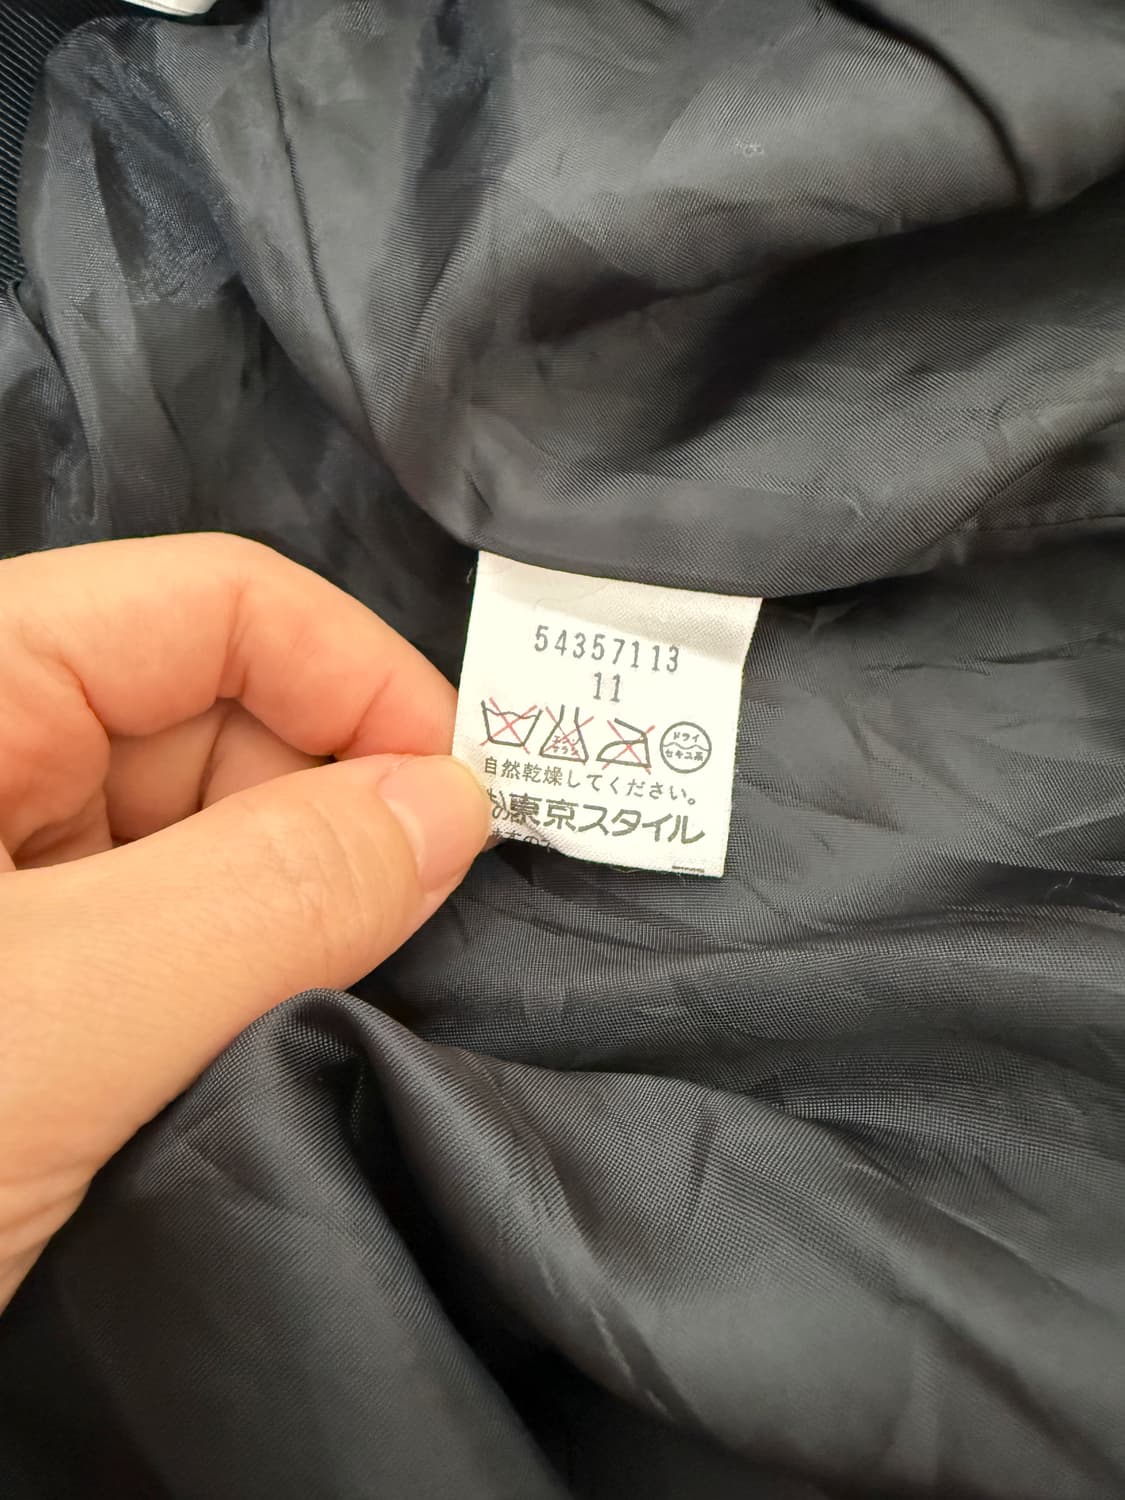 54357113
11
エンソ
サラシ
ドライ
セキユ系
自然乾燥してください。
東京スタイル